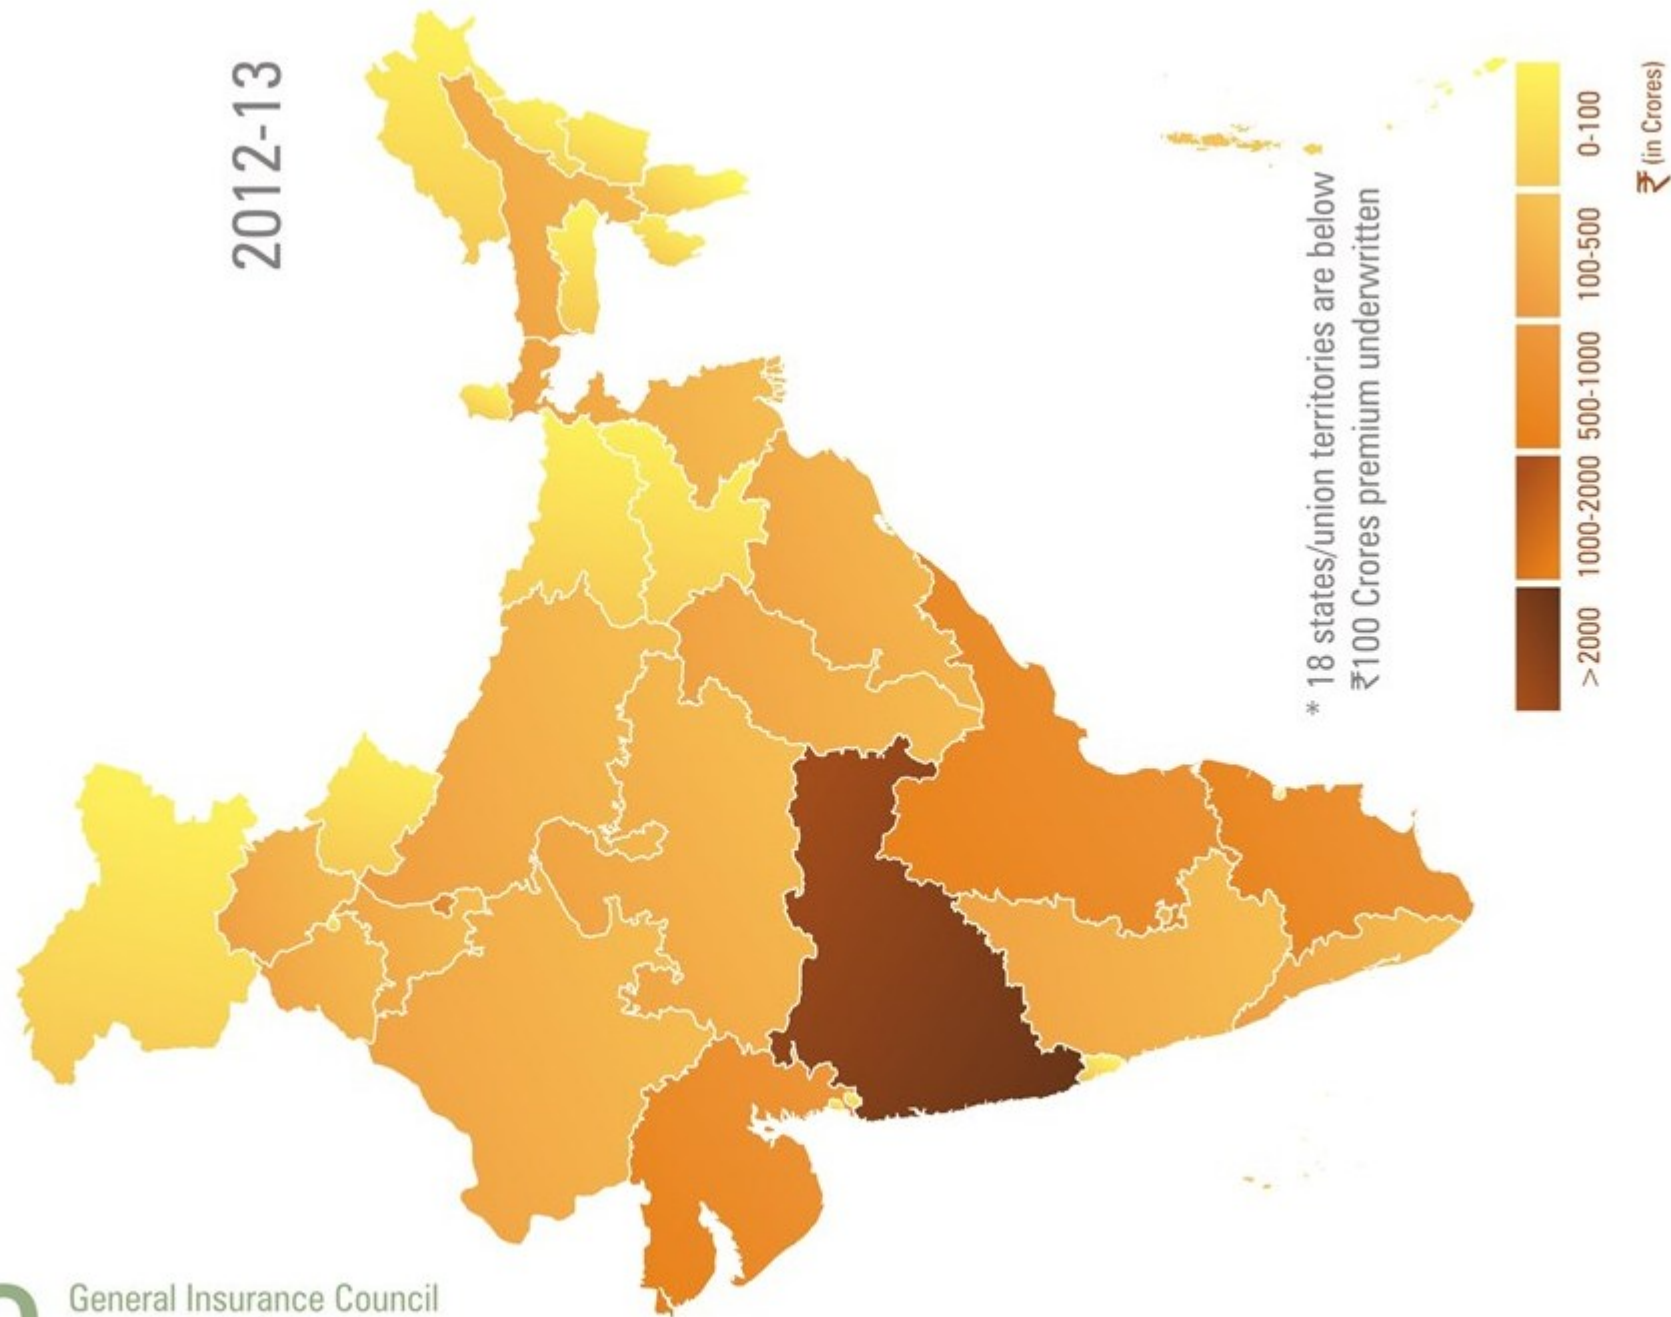 2012-13
* 18 states/union territories are below
₹100 Crores premium underwritten
>2000
1000-2000
500-1000
100-500
0-100
₹ (in Crores)
General Insurance Council